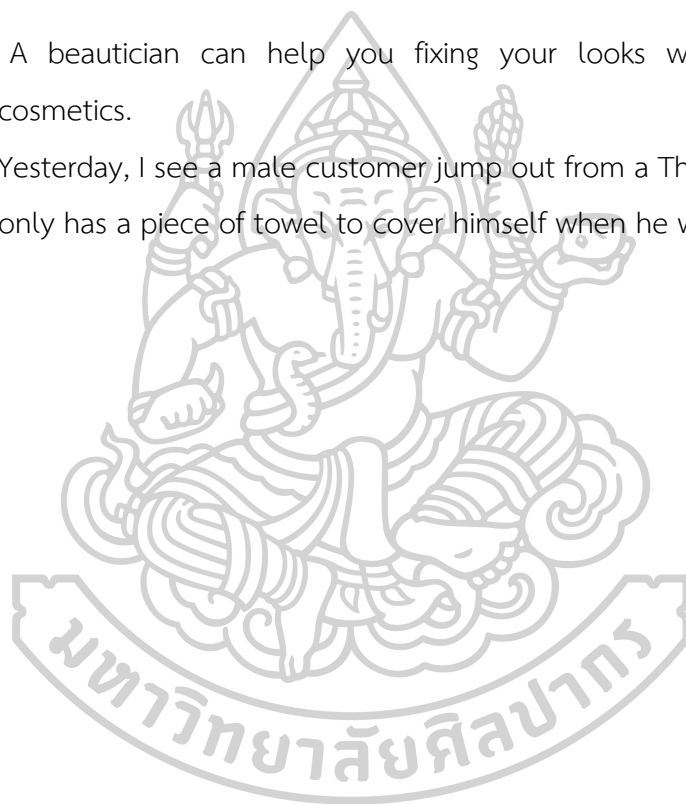 A beautician can help you fixing your looks w
cosmetics.
Yesterday, I see a male customer jump out from a Th
only has a piece of towel to cover himself when he w
มหาวิทยาลัยศิลปากร